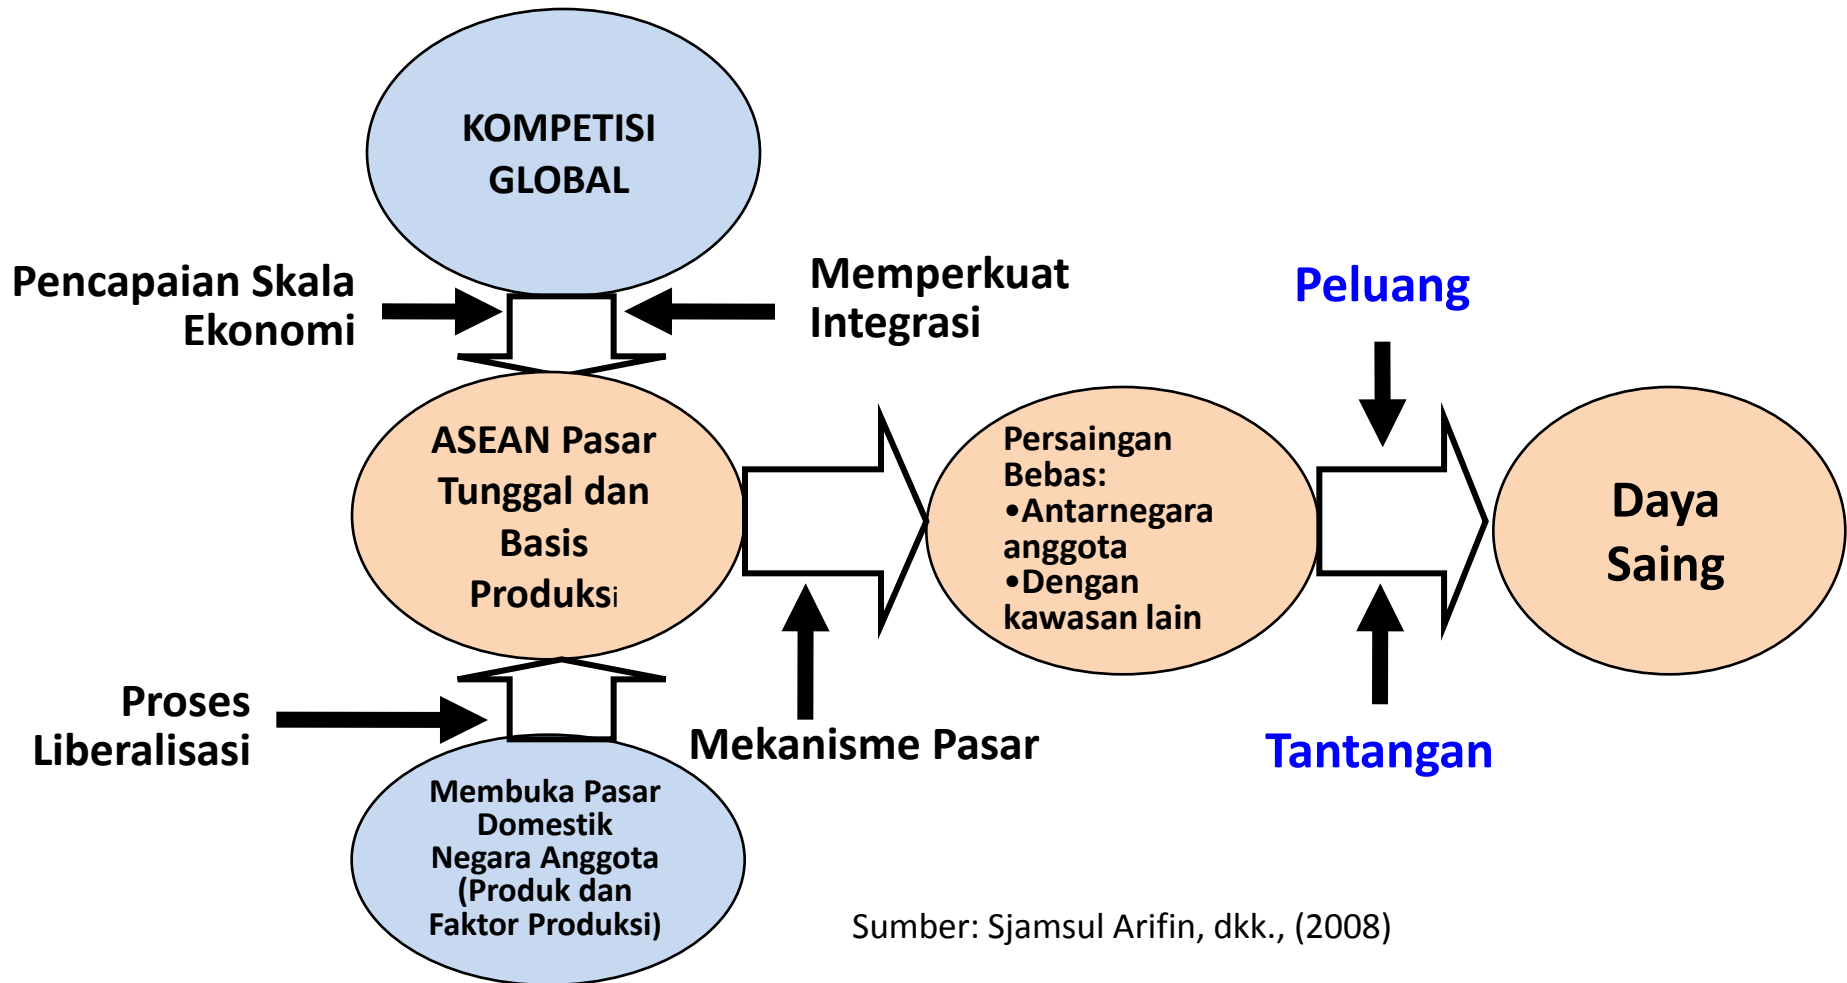 KOMPETISI
GLOBAL
Pencapaian Skala
Ekonomi
Memperkuat
Integrasi
Peluang
ASEAN Pasar
Tunggal dan
Basis
Produksi
Persaingan
Bebas:
•Antarnegara
anggota
•Dengan
kawasan lain
Daya
Saing
Proses
Liberalisasi
Mekanisme Pasar
Tantangan
Membuka Pasar
Domestik
Negara Anggota
(Produk dan
Faktor Produksi)
Sumber: Sjamsul Arifin, dkk., (2008)